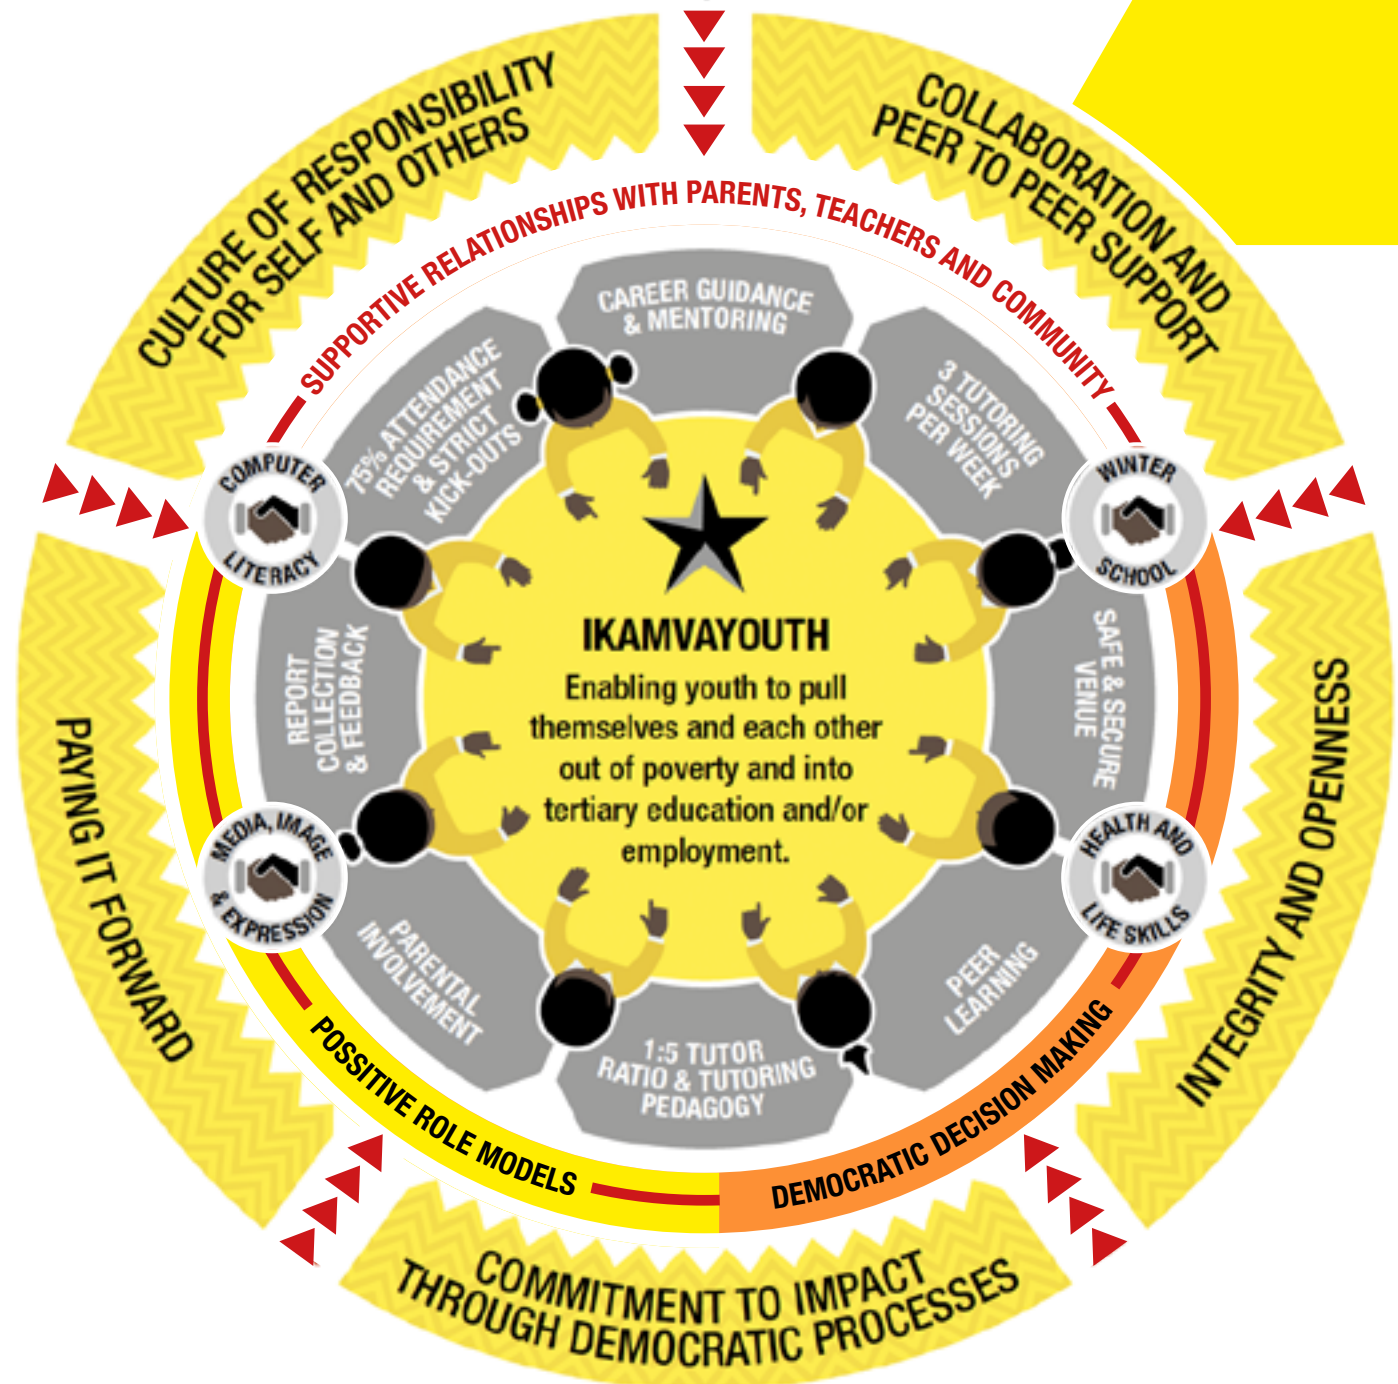 CULTURE OF RESPONSIBILITY
FOR SELF AND OTHERS
COLLABORATION AND
PEER TO PEER SUPPORT
SUPPORTIVE RELATIONSHIPS WITH PARENTS, TEACHERS AND COMMUNITY
CAREER GUIDANCE
& MENTORING
75% ATTENDANCE
REQUIREMENT
& STRICT
KICK-OUTS
3 TUTORING
SESSIONS
PER WEEK
COMPUTER
LITERACY
WINTER
SCHOOL
REPORT
COLLECTION
& FEEDBACK
SAFE & SECURE
VENUE
IKAMVAYOUTH
Enabling youth to pull
themselves and each other
out of poverty and into
tertiary education and/or
employment.
PAYING IT FORWARD
INTEGRITY AND OPENNESS
MEDIA, IMAGE
& EXPRESSION
HEALTH AND
LIFE SKILLS
PARENTAL
INVOLVEMENT
PEER
LEARNING
1:5 TUTOR
RATIO & TUTORING
PEDAGOGY
POSSITIVE ROLE MODELS
DEMOCRATIC DECISION MAKING
COMMITMENT TO IMPACT
THROUGH DEMOCRATIC PROCESSES